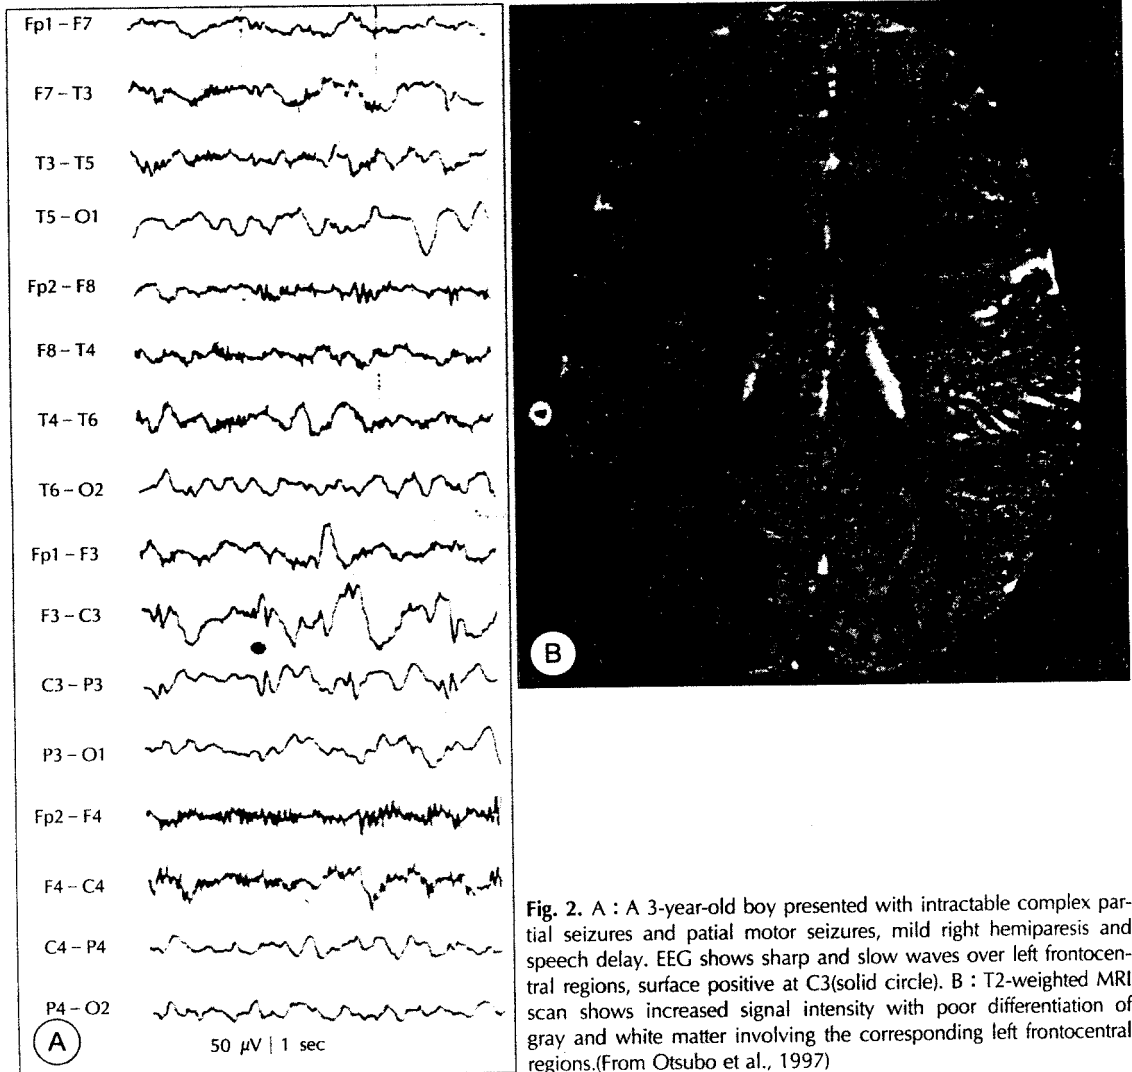 Fp1 – F7
F7 – T3
T3 – T5
T5 – O1
Fp2 – F8
F8 – T4
T4 – T6
T6 – O2
Fp1 – F3
F3 – C3
C3 – P3
P3 – O1
Fp2 – F4
F4 – C4
C4 – P4
P4 – O2
A
50 μV | 1 sec
B
Fig. 2. A : A 3-year-old boy presented with intractable complex par-
tial seizures and patial motor seizures, mild right hemiparesis and
speech delay. EEG shows sharp and slow waves over left frontocen-
tral regions, surface positive at C3(solid circle). B : T2-weighted MRI
scan shows increased signal intensity with poor differentiation of
gray and white matter involving the corresponding left frontocentral
regions.(From Otsubo et al., 1997)